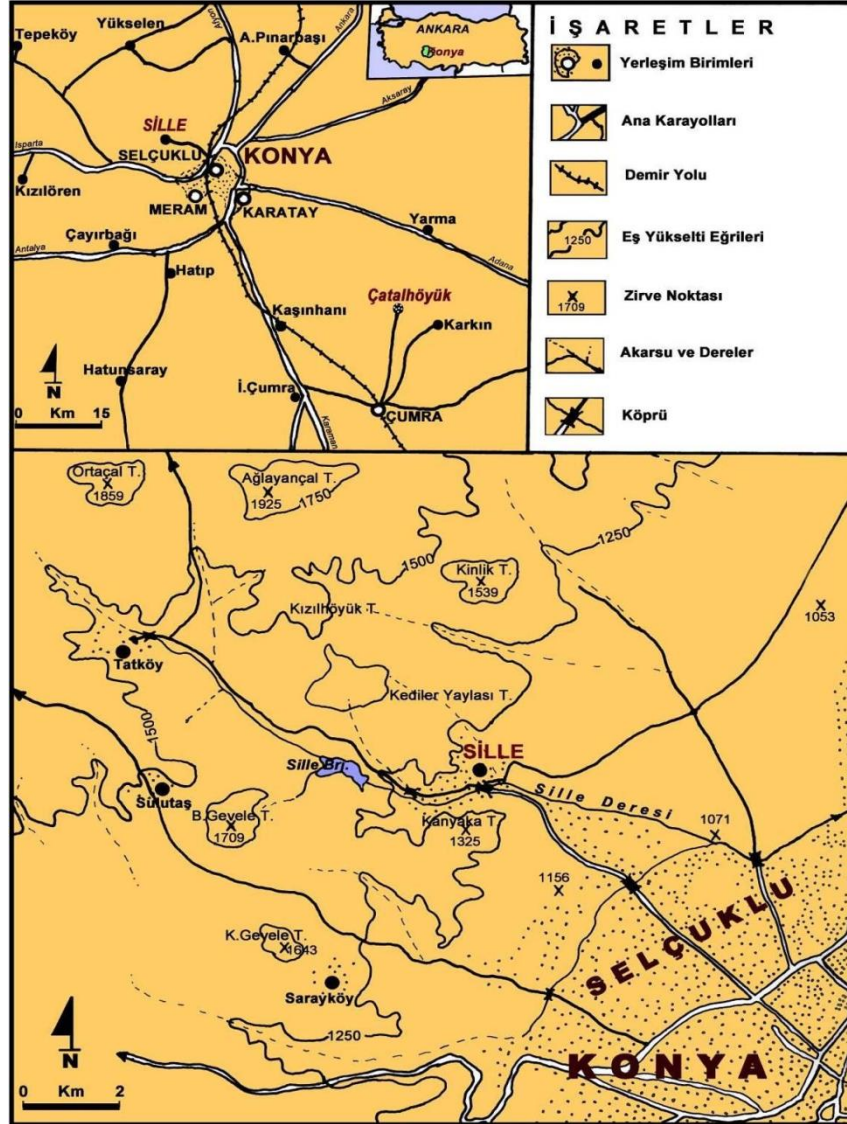 Tepeköy
Yükselen
Afyon
A.Pınarbaşı
Ankara
ANKARA
Konya
Aksaray
SİLLE
Isparta
SELÇUKLU
KONYA
Kızılören
MERAM
KARATAY
Çayırbağı
Yarma
Antalya
Adana
Hatıp
Çatalhöyük
Kaşınhanı
Karkın
Hatunsaray
İ.Çumra
ÇUMRA
Karaman
N
0 Km 15
İŞARETLER
Yerleşim Birimleri
Ana Karayolları
Demir Yolu
1250
Eş Yükselti Eğrileri
1709
Zirve Noktası
Akarsu ve Dereler
Köprü
Ortaçal T.
1859
Ağlayançal T.
1925
1750
1500
1250
Kinlik T.
1539
1053
Kızılhöyük T.
Tatköy
Kediler Yaylası T.
1500
SİLLE
Sille Brj.
Sille Deresi
Sulutaş
B.Gevele T.
1709
Kanyaka T
1325
1071
1156
SELÇUKLU
K.Gevele T.
1643
Sarayköy
1250
N
0 Km 2
KONYA